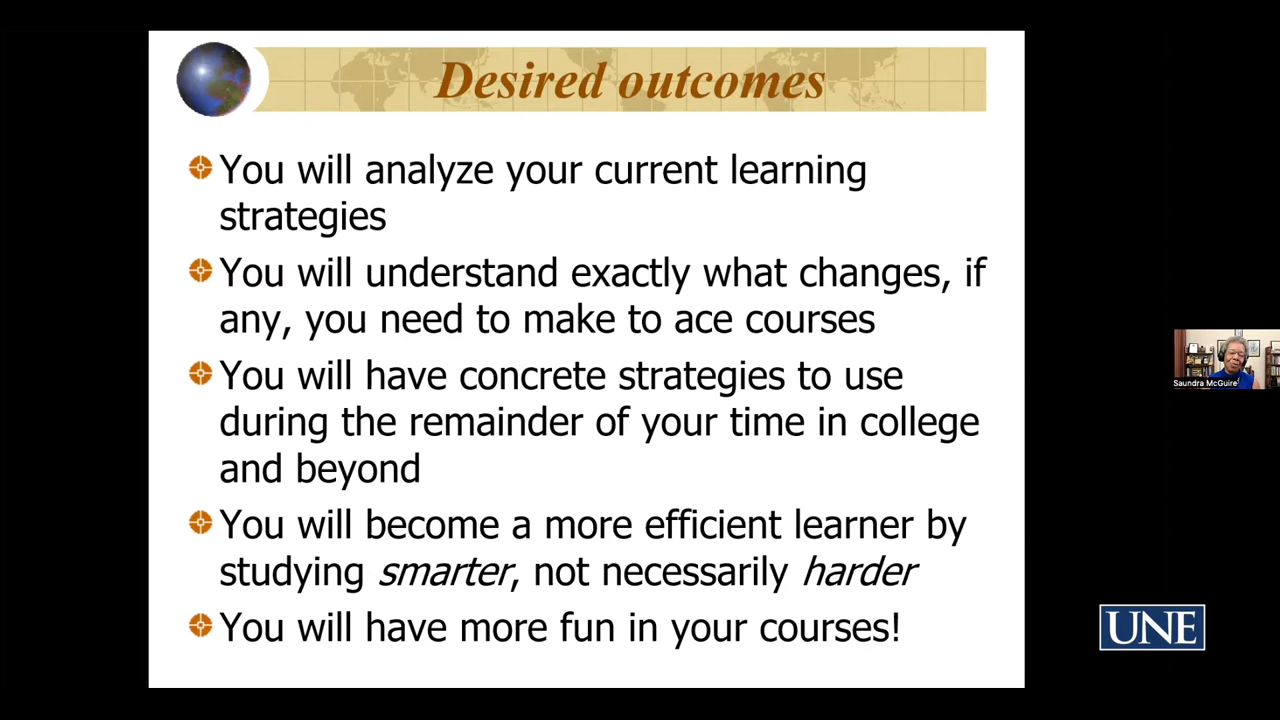 Desired outcomes
You will analyze your current learning
strategies
You will understand exactly what changes, if
any, you need to make to ace courses
You will have concrete strategies to use
during the remainder of your time in college
and beyond
You will become a more efficient learner by
studying smarter, not necessarily harder
You will have more fun in your courses!
Saundra McGuire
UNE